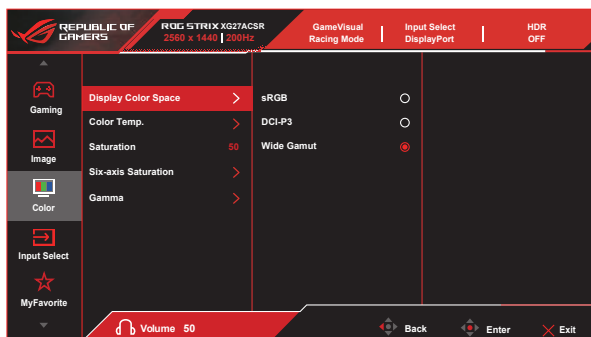 REPUBLIC OF
GAMERS
ROG STRIX XG27ACSR
2560 x 1440 200Hz
GameVisual
Racing Mode
Input Select
DisplayPort
HDR
OFF
Gaming
Image
Color
Input Select
MyFavorite
Display Color Space
Color Temp.
Saturation 50
Six-axis Saturation
Gamma
sRGB
DCI-P3
Wide Gamut
Volume 50
Back
Enter
Exit